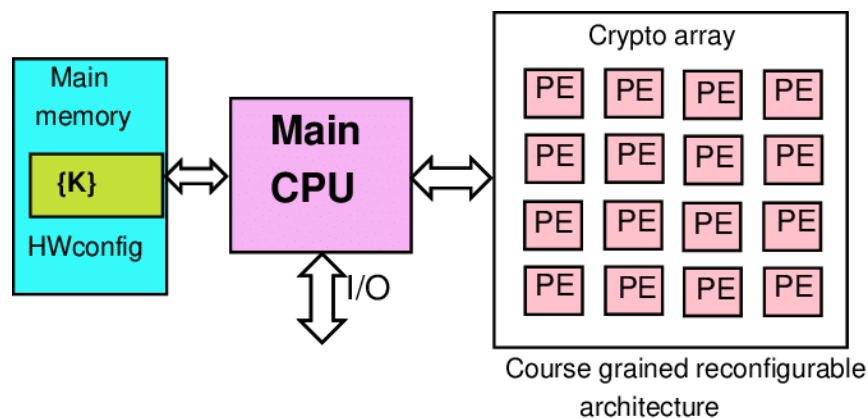 Main
memory
{K}
HWconfig
Main
CPU
I/O
Crypto array
PE PE PE PE
PE PE PE PE
PE PE PE PE
PE PE PE PE
Course grained reconfigurable
architecture